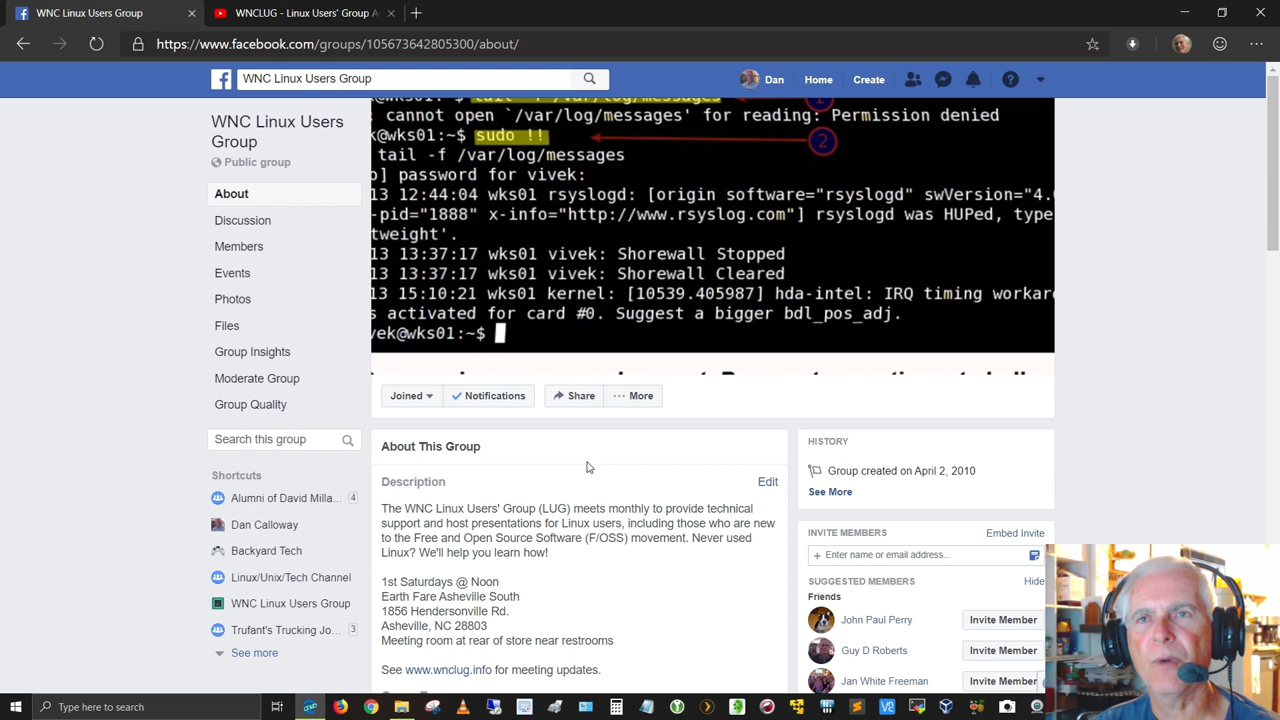 WNC Linux Users Group
WNCLUG - Linux Users' Group A
https://www.facebook.com/groups/105673642805300/about/
WNC Linux Users Group
Dan
Home
Create
WNC Linux Users
Group
Public group
About
Discussion
Members
Events
Photos
Files
Group Insights
Moderate Group
Group Quality
Search this group
Shortcuts
Alumni of David Milla... 4
Dan Calloway
Backyard Tech
Linux/Unix/Tech Channel
WNC Linux Users Group
Trufant's Trucking Jo... 3
See more
tail -f /var/log/messages 1
cannot open `/var/log/messages' for reading: Permission denied
k@wks01:~$ sudo !! 2
tail -f /var/log/messages
o] password for vivek:
13 12:44:04 wks01 rsyslogd: [origin software="rsyslogd" swVersion="4.
-pid="1888" x-info="http://www.rsyslog.com"] rsyslogd was HUPed, type
tweight'.
13 13:37:17 wks01 vivek: Shorewall Stopped
13 13:37:17 wks01 vivek: Shorewall Cleared
13 15:10:21 wks01 kernel: [10539.405987] hda-intel: IRQ timing workar
s activated for card #0. Suggest a bigger bdl_pos_adj.
vek@wks01:~$
Joined
Notifications
Share
More
About This Group
Description
Edit
The WNC Linux Users' Group (LUG) meets monthly to provide technical
support and host presentations for Linux users, including those who are new
to the Free and Open Source Software (F/OSS) movement. Never used
Linux? We'll help you learn how!
1st Saturdays @ Noon
Earth Fare Asheville South
1856 Hendersonville Rd.
Asheville, NC 28803
Meeting room at rear of store near restrooms
See www.wnclug.info for meeting updates.
HISTORY
Group created on April 2, 2010
See More
INVITE MEMBERS
Embed Invite
Enter name or email address...
SUGGESTED MEMBERS
Hide
Friends
John Paul Perry
Invite Member
Guy D Roberts
Invite Member
Jan White Freeman
Invite Member
Type here to search